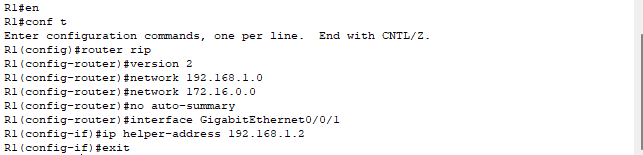 R1#en
R1#conf t
Enter configuration commands, one per line.  End with CNTL/Z.
R1(config)#router rip
R1(config-router)#version 2
R1(config-router)#network 192.168.1.0
R1(config-router)#network 172.16.0.0
R1(config-router)#no auto-summary
R1(config-router)#interface GigabitEthernet0/0/1
R1(config-if)#ip helper-address 192.168.1.2
R1(config-if)#exit